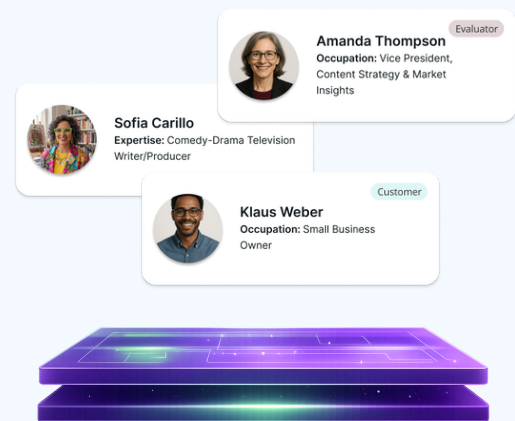 Evaluator
Amanda Thompson
Occupation: Vice President,
Content Strategy & Market
Insights
Sofia Carillo
Expertise: Comedy-Drama Television
Writer/Producer
Customer
Klaus Weber
Occupation: Small Business
Owner